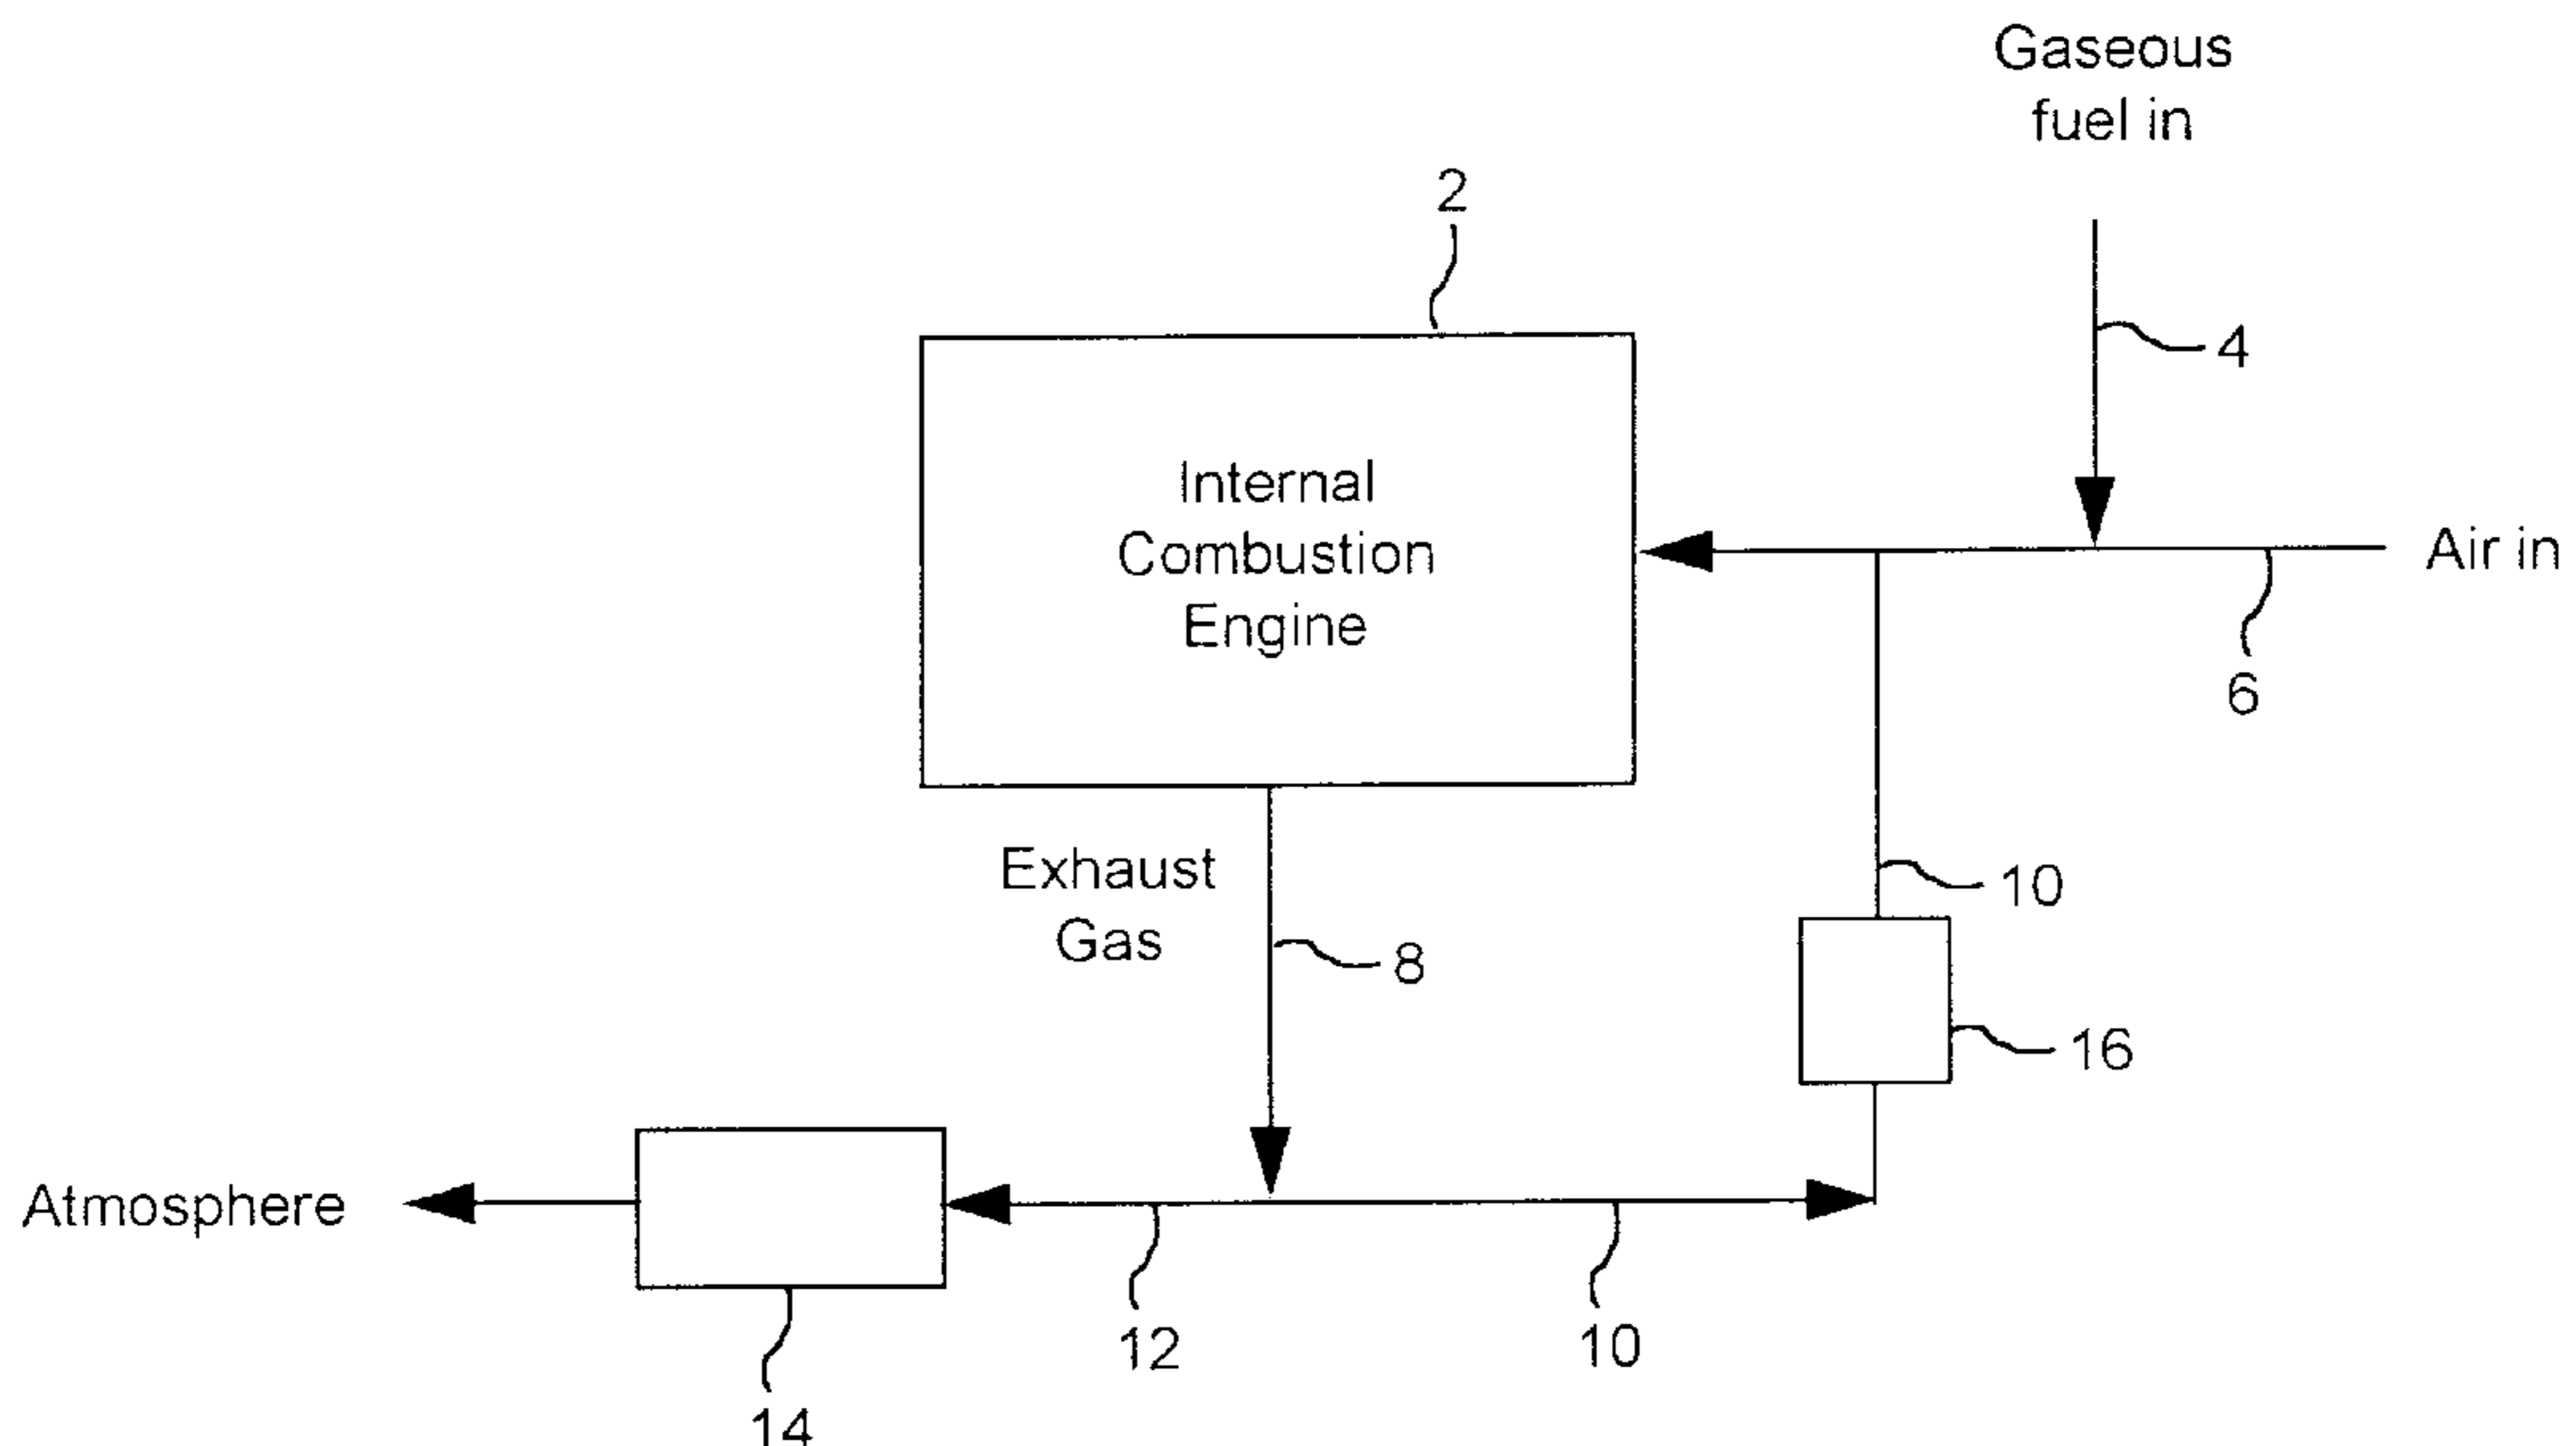 Gaseous
fuel in
2
4
Internal
Combustion
Engine
Air in
6
Exhaust
Gas
10
8
16
Atmosphere
12
10
14